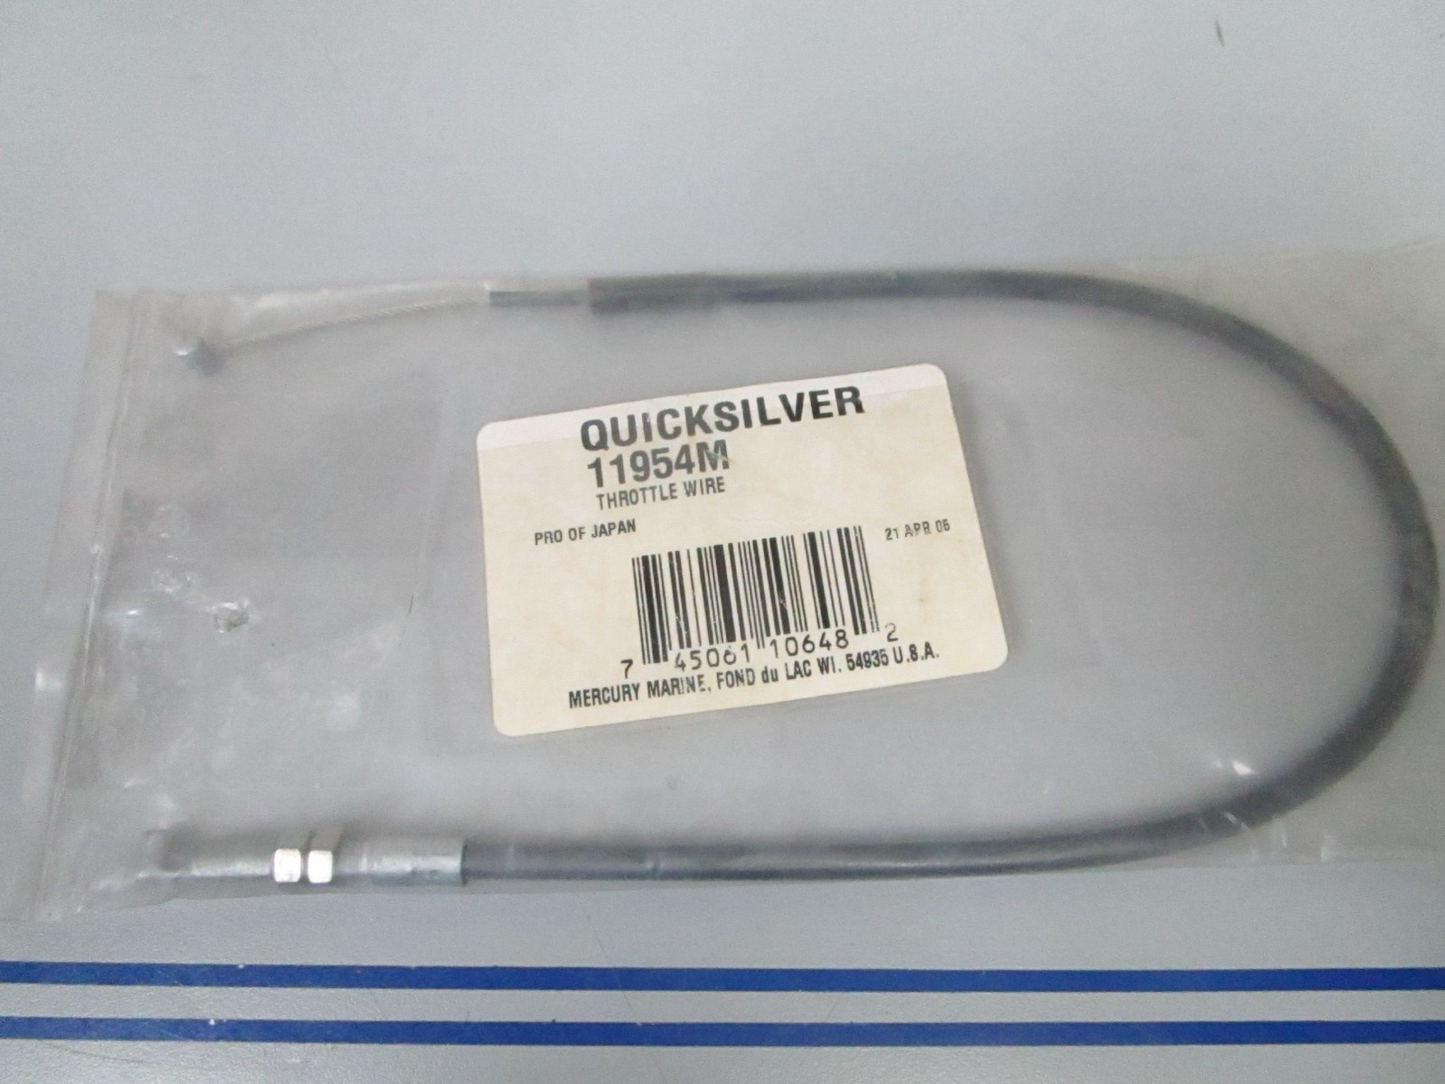 QUICKSILVER
11954M
THROTTLE WIRE
PRO OF JAPAN
21 APR 05
7 45061 10648 2
MERCURY MARINE, FOND du LAC WI. 54935 U.S.A.